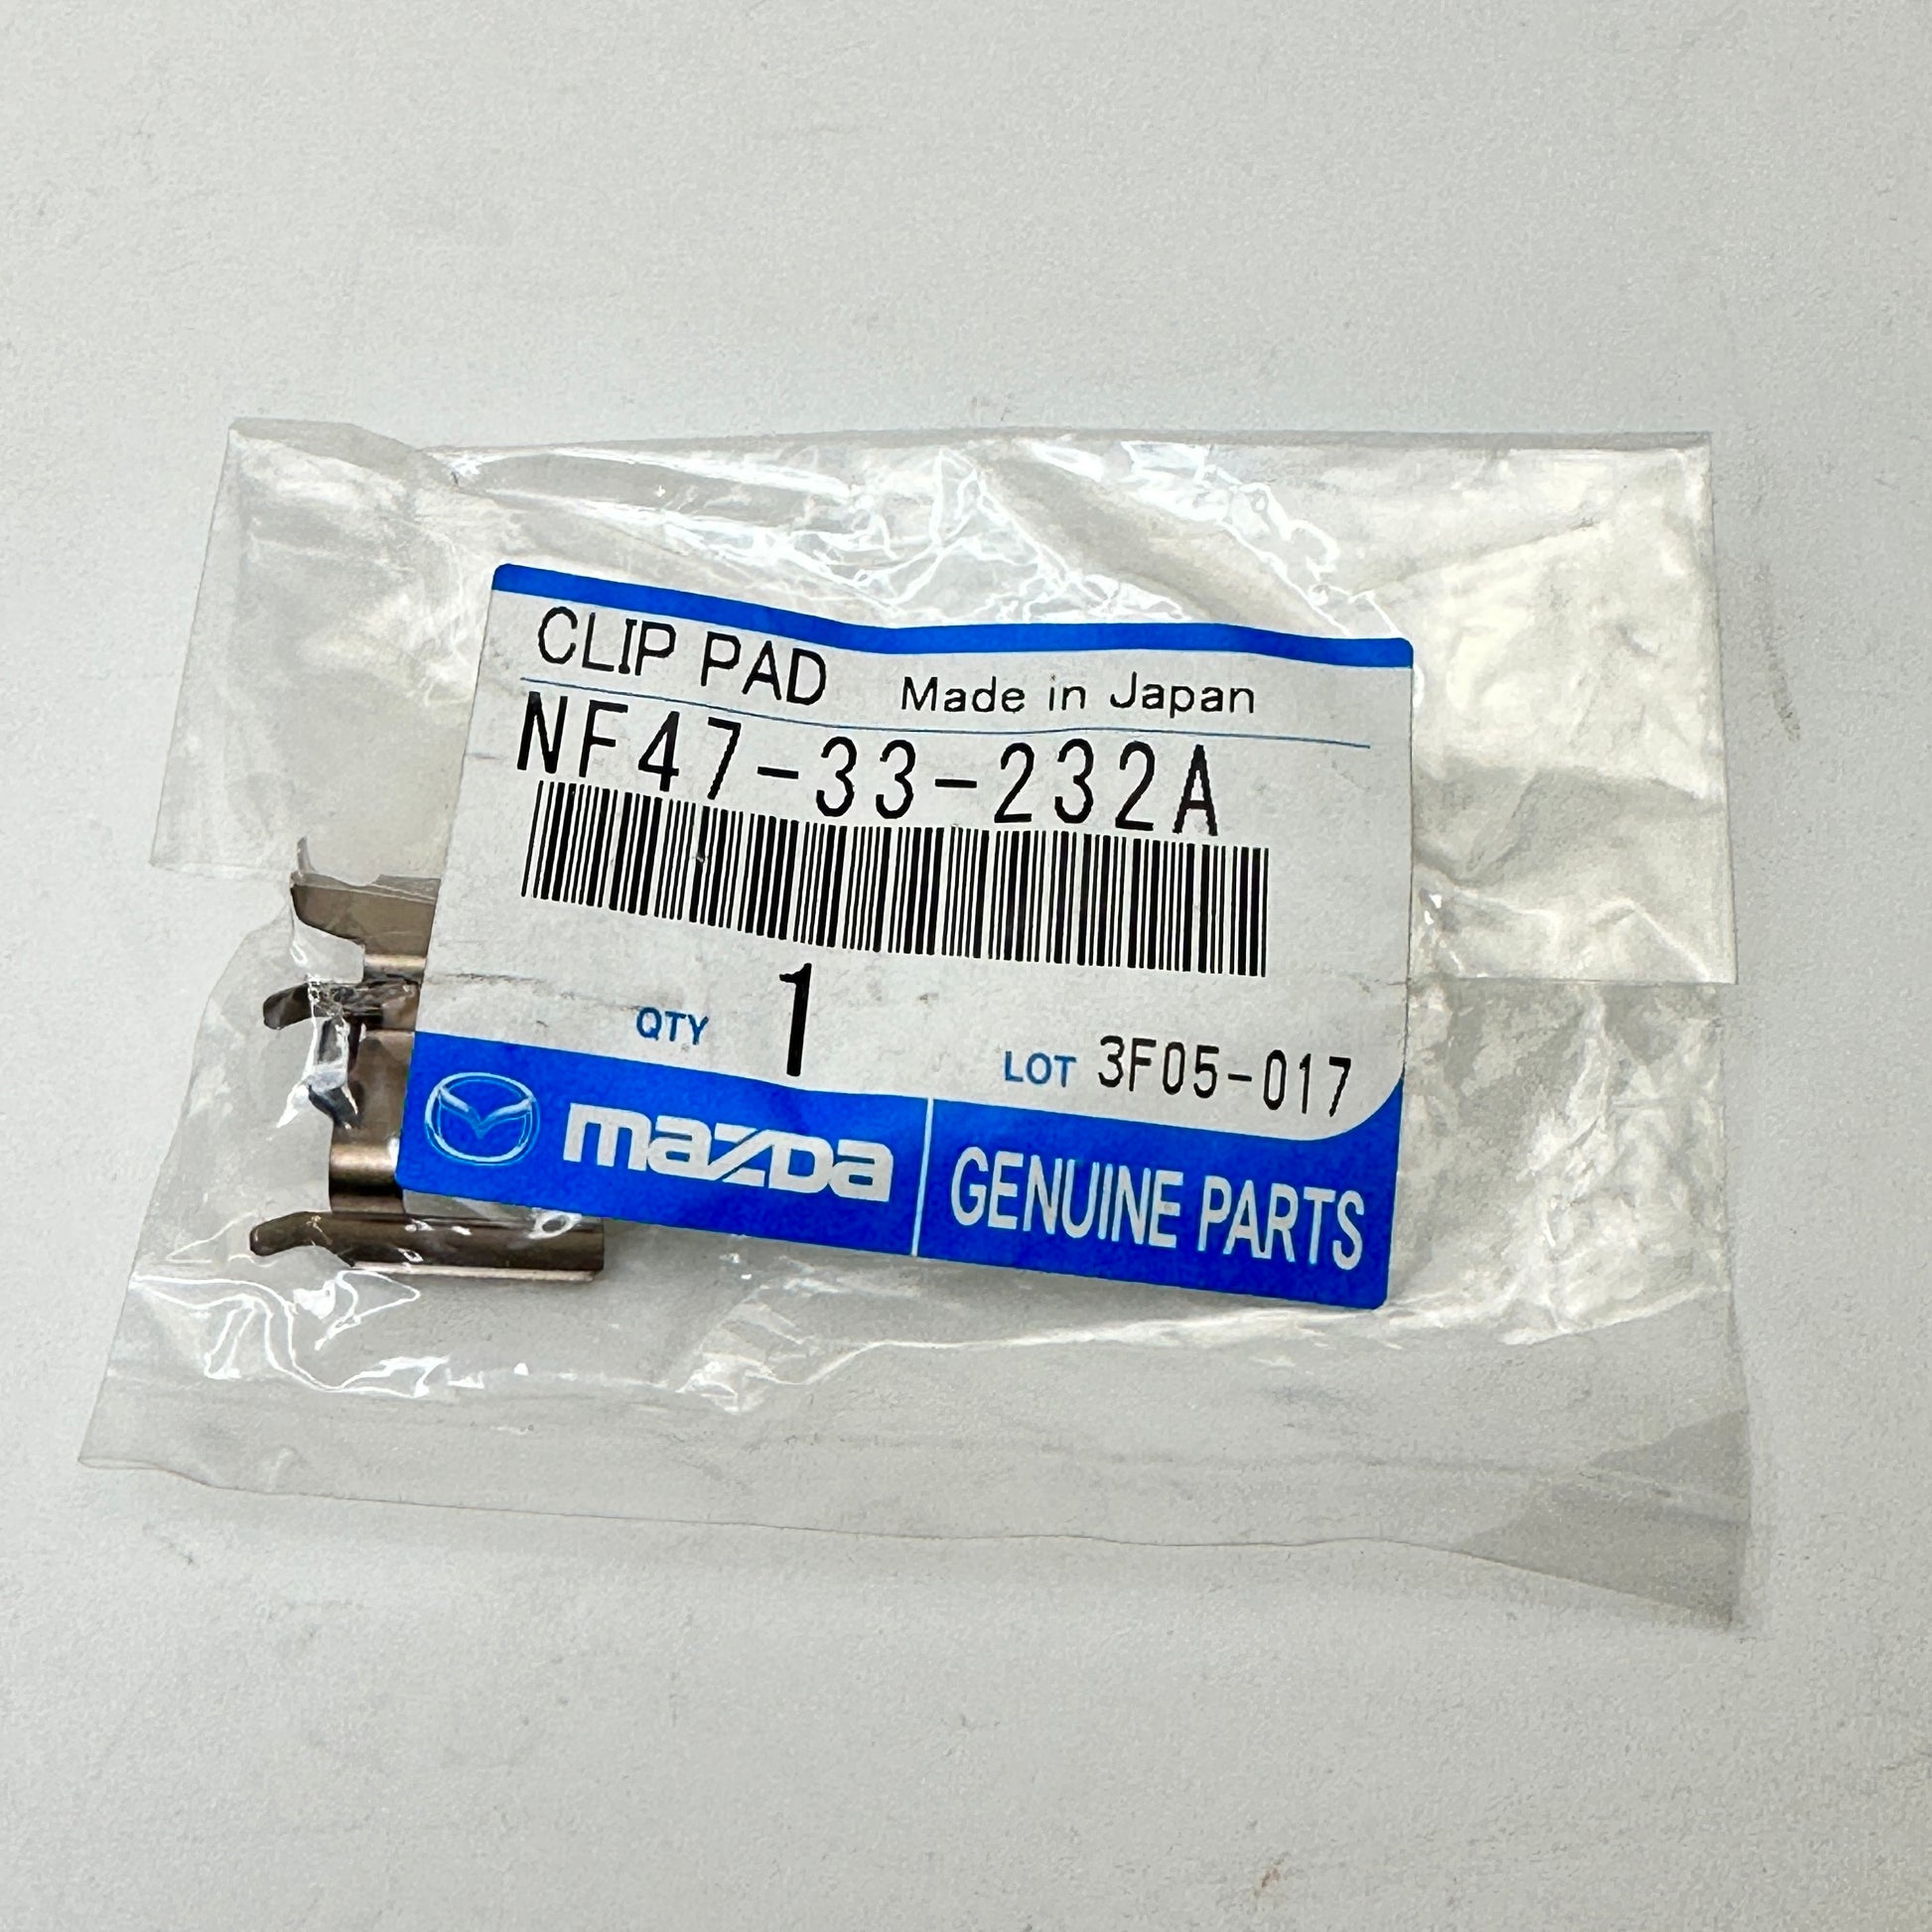 CLIP PAD Made in Japan
NF47-33-232A
QTY 1
LOT 3F05-017
mazda GENUINE PARTS